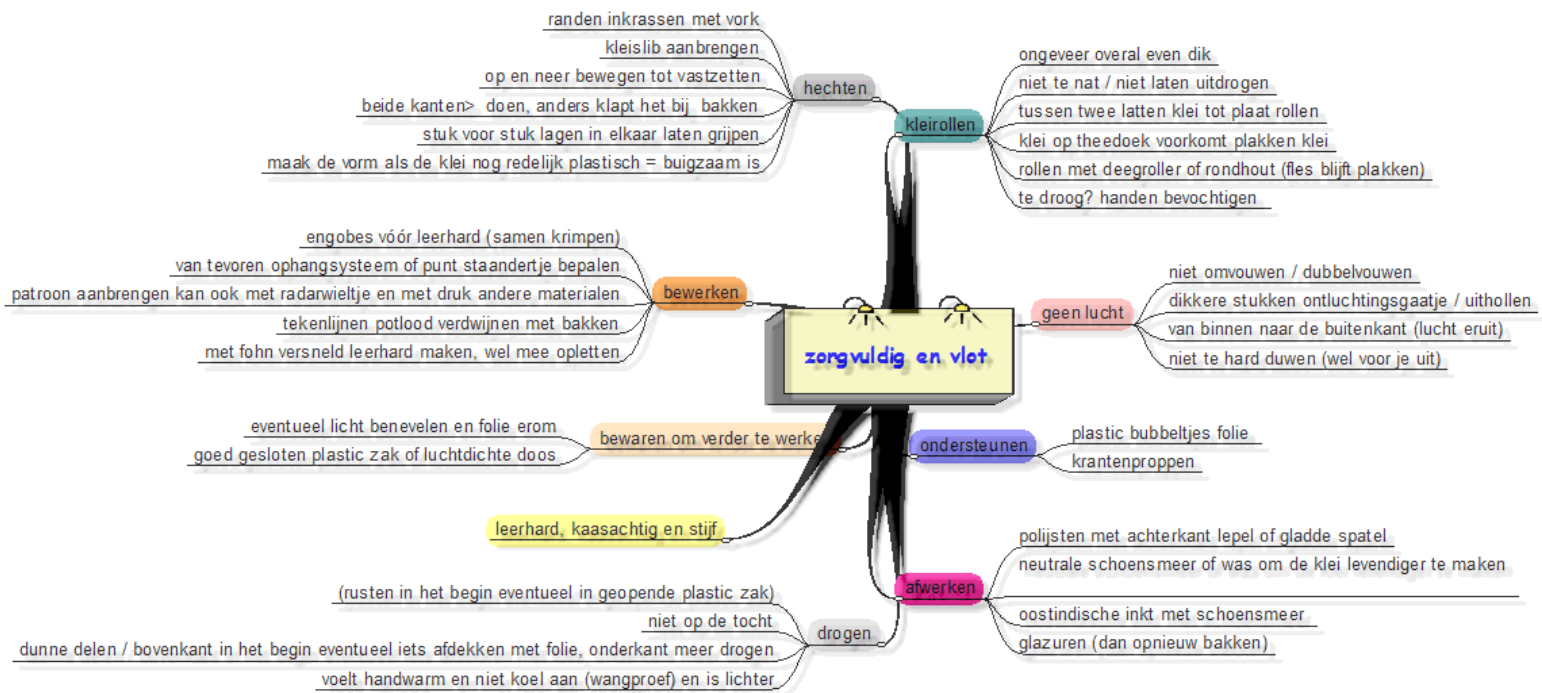 randen inkrassen met vork
kleislib aanbrengen
op en neer bewegen tot vastzetten
beide kanten> doen, anders klapt het bij bakken
stuk voor stuk lagen in elkaar laten grijpen
maak de vorm als de klei nog redelijk plastisch = buigzaam is
hechten
kleirollen
ongeveer overal even dik
niet te nat / niet laten uitdrogen
tussen twee latten klei tot plaat rollen
klei op theedoek voorkomt plakken klei
rollen met deegroller of rondhout (fles blijft plakken)
te droog? handen bevochtigen
engobes vóór leerhard (samen krimpen)
van tevoren ophangsysteem of punt staandertje bepalen
patroon aanbrengen kan ook met radarwieltje en met druk andere materialen
tekenlijnen potlood verdwijnen met bakken
met fohn versneld leerhard maken, wel mee opletten
bewerken
zorgvuldig en vlot
geen lucht
niet omvouwen / dubbelvouwen
dikkere stukken ontluchtingsgaatje / uithollen
van binnen naar de buitenkant (lucht eruit)
niet te hard duwen (wel voor je uit)
eventueel licht benevelen en folie erom
goed gesloten plastic zak of luchtdichte doos
bewaren om verder te werke
ondersteunen
plastic bubbeltjes folie
krantenproppen
leerhard, kaasachtig en stijf
afwerken
polijsten met achterkant lepel of gladde spatel
neutrale schoensmeer of was om de klei levendiger te maken
oostindische inkt met schoensmeer
glazuren (dan opnieuw bakken)
(rusten in het begin eventueel in geopende plastic zak)
niet op de tocht
dunne delen / bovenkant in het begin eventueel iets afdekken met folie, onderkant meer drogen
voelt handwarm en niet koel aan (wangproef) en is lichter
drogen